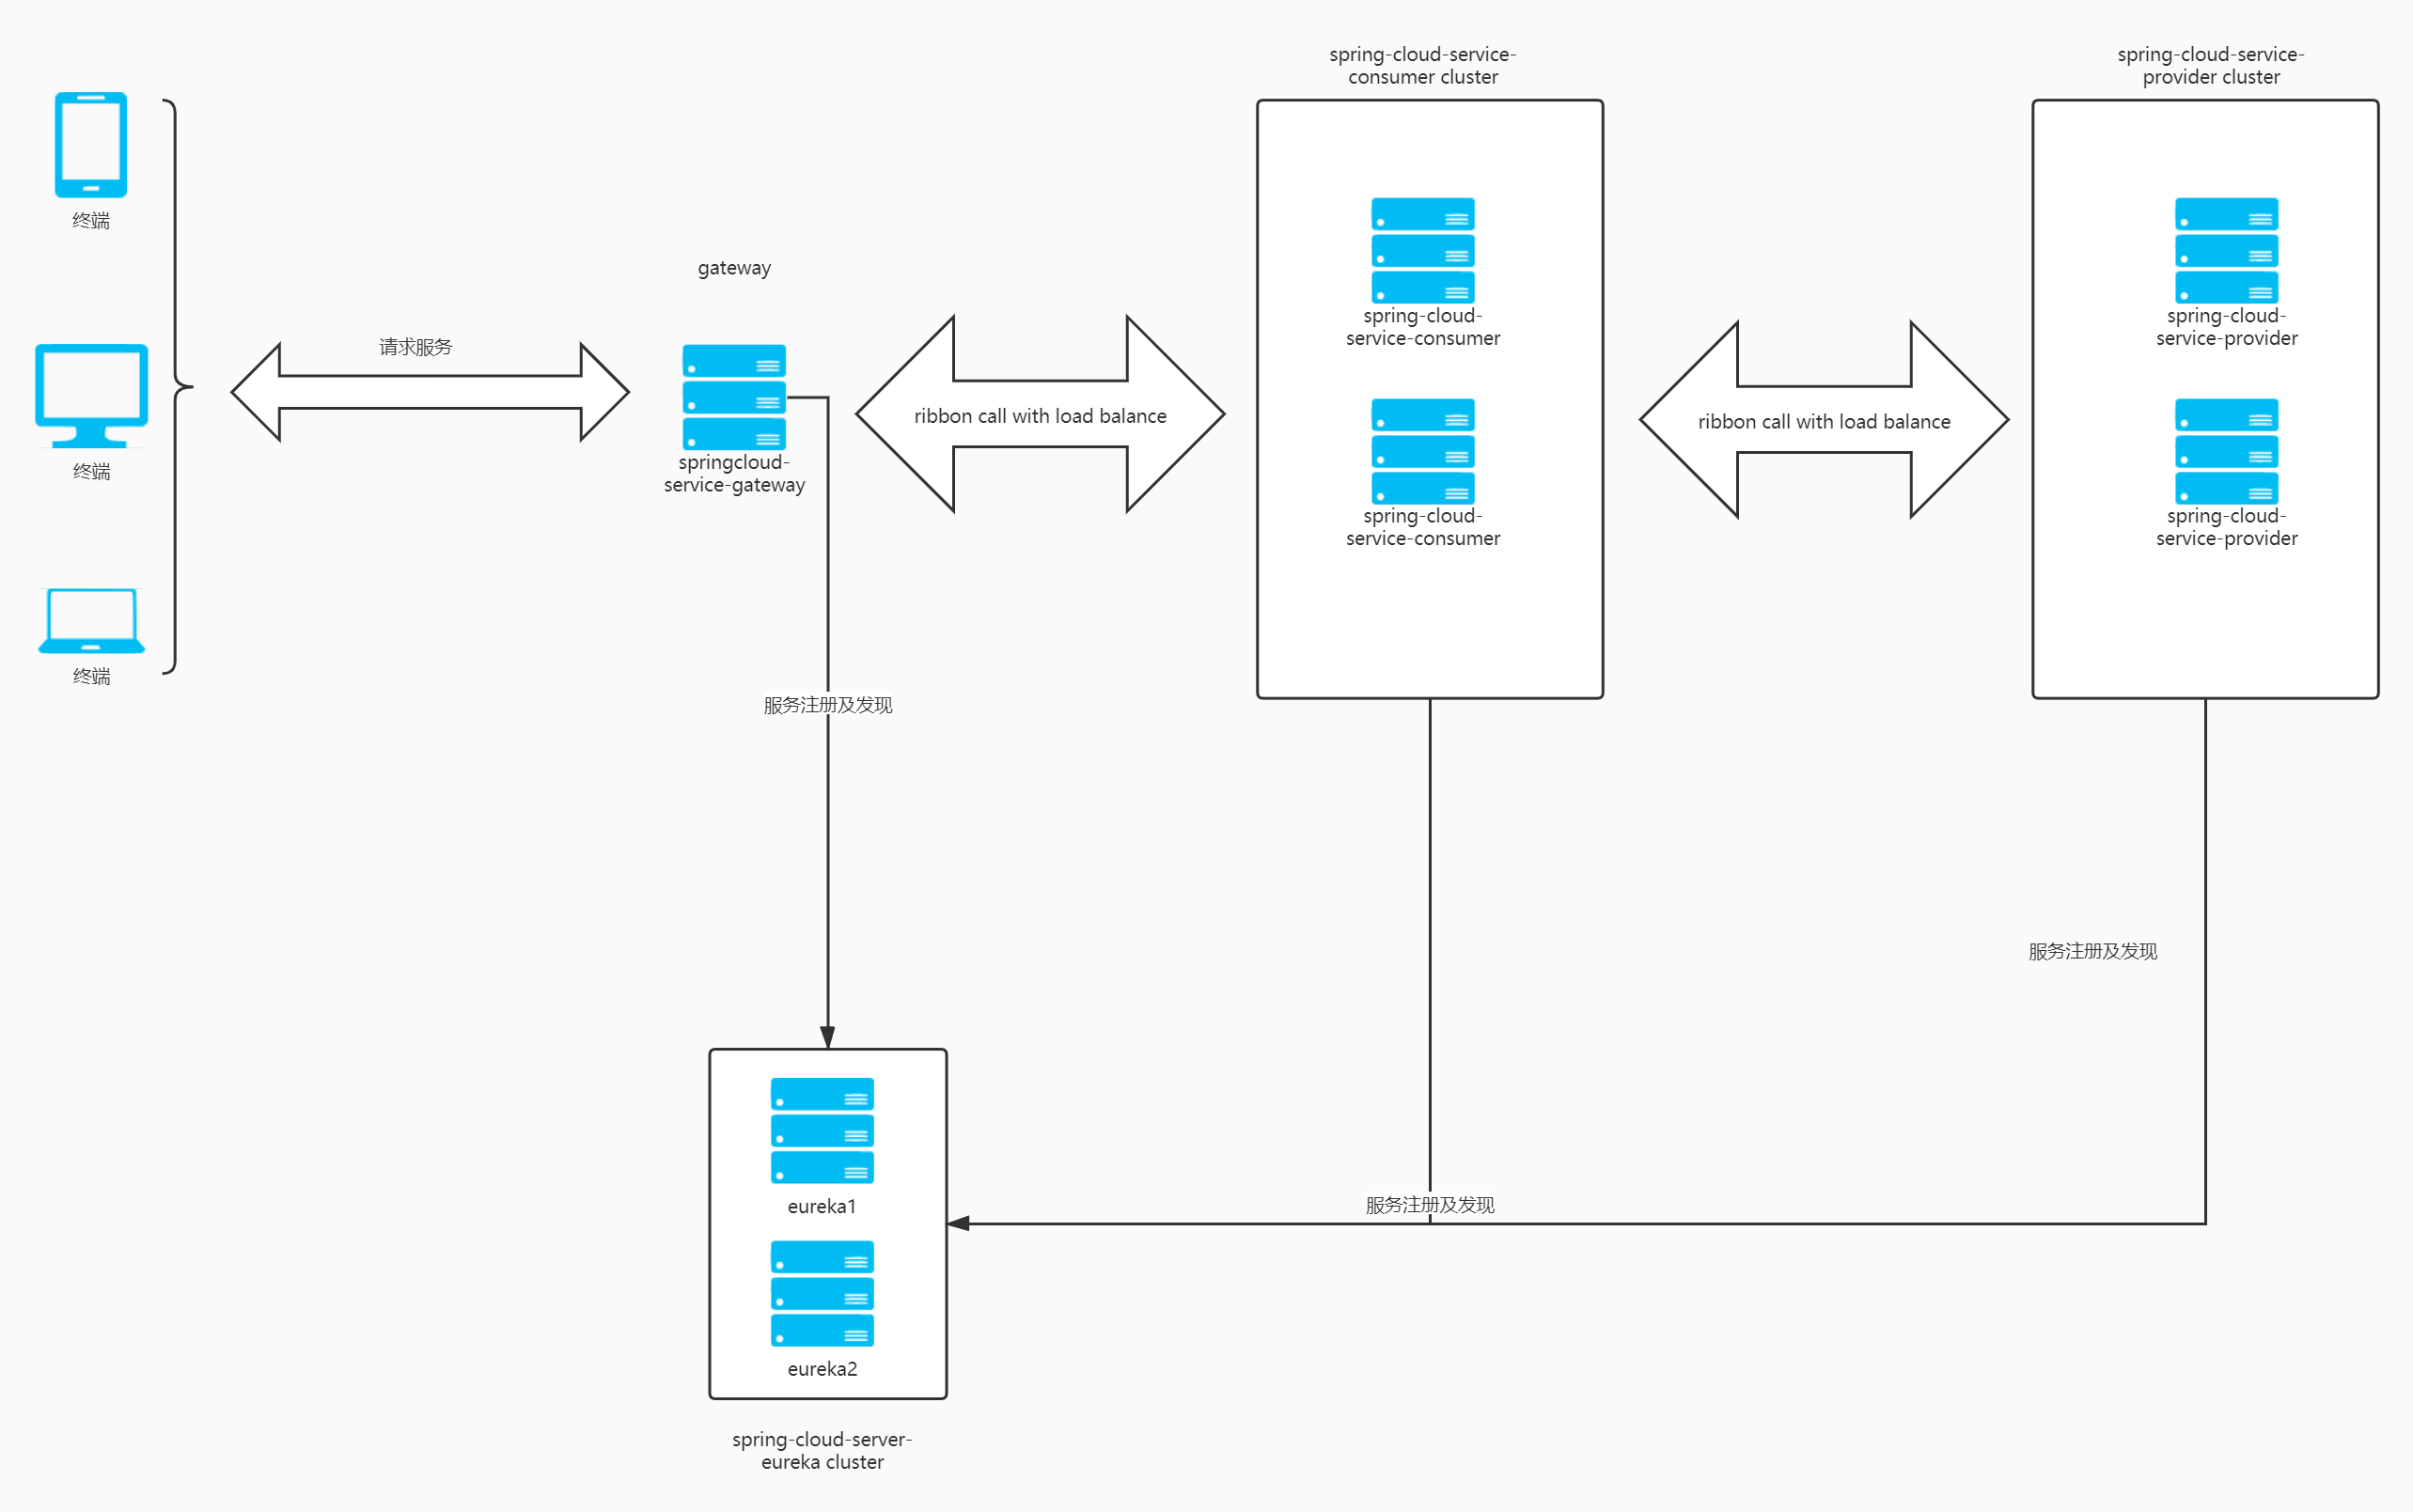 终端
终端
终端
请求服务
gateway
springcloud-
service-gateway
服务注册及发现
ribbon call with load balance
spring-cloud-service-
consumer cluster
spring-cloud-
service-consumer
spring-cloud-
service-consumer
ribbon call with load balance
spring-cloud-service-
provider cluster
spring-cloud-
service-provider
spring-cloud-
service-provider
服务注册及发现
服务注册及发现
eureka1
eureka2
spring-cloud-server-
eureka cluster